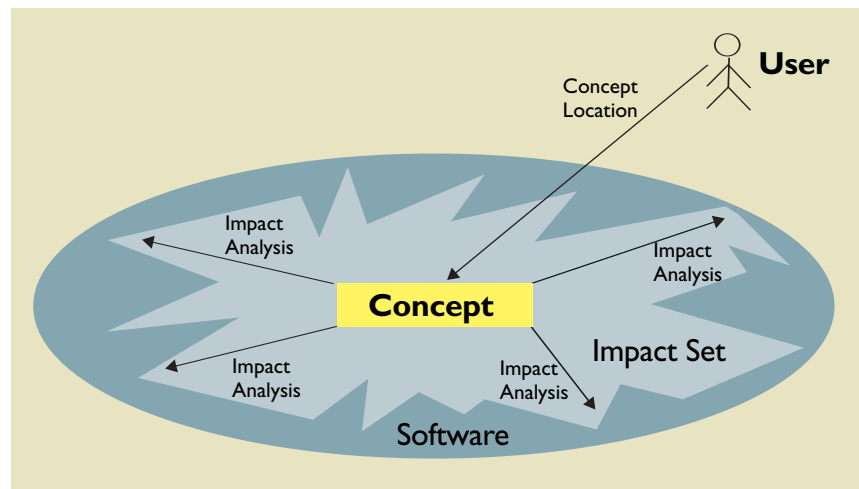 User
Concept
Location
Impact
Analysis
Impact
Analysis
Concept
Impact Set
Impact
Analysis
Impact
Analysis
Software